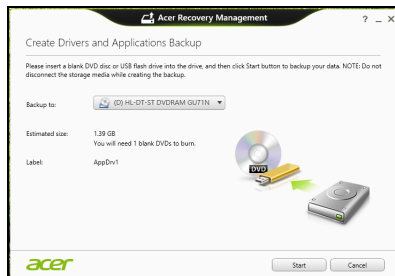 Acer Recovery Management
? _ X
Create Drivers and Applications Backup
Please insert a blank DVD disc or USB flash drive into the drive, and then click Start button to backup your data. NOTE: Do not
disconnect the storage media while creating the backup.
Backup to: (D) HL-DT-ST DVDRAM GU71N
Estimated size: 1.39 GB
You will need 1 blank DVDs to burn.
Label: AppDrv1
DVD
acer Start Cancel